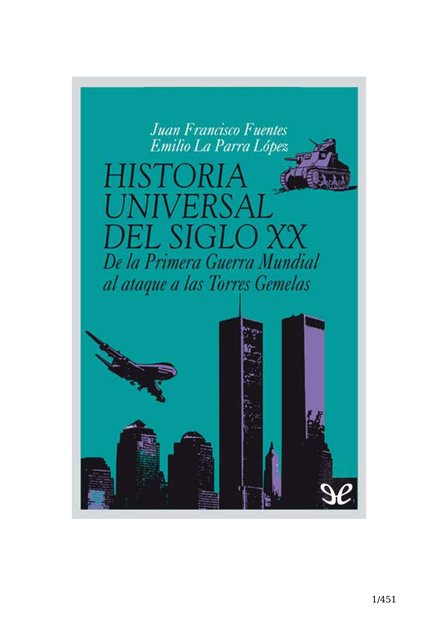 Juan Francisco Fuentes
Emilio La Parra López
HISTORIA
UNIVERSAL
DEL SIGLO XX
De la Primera Guerra Mundial
al ataque a las Torres Gemelas
1/451